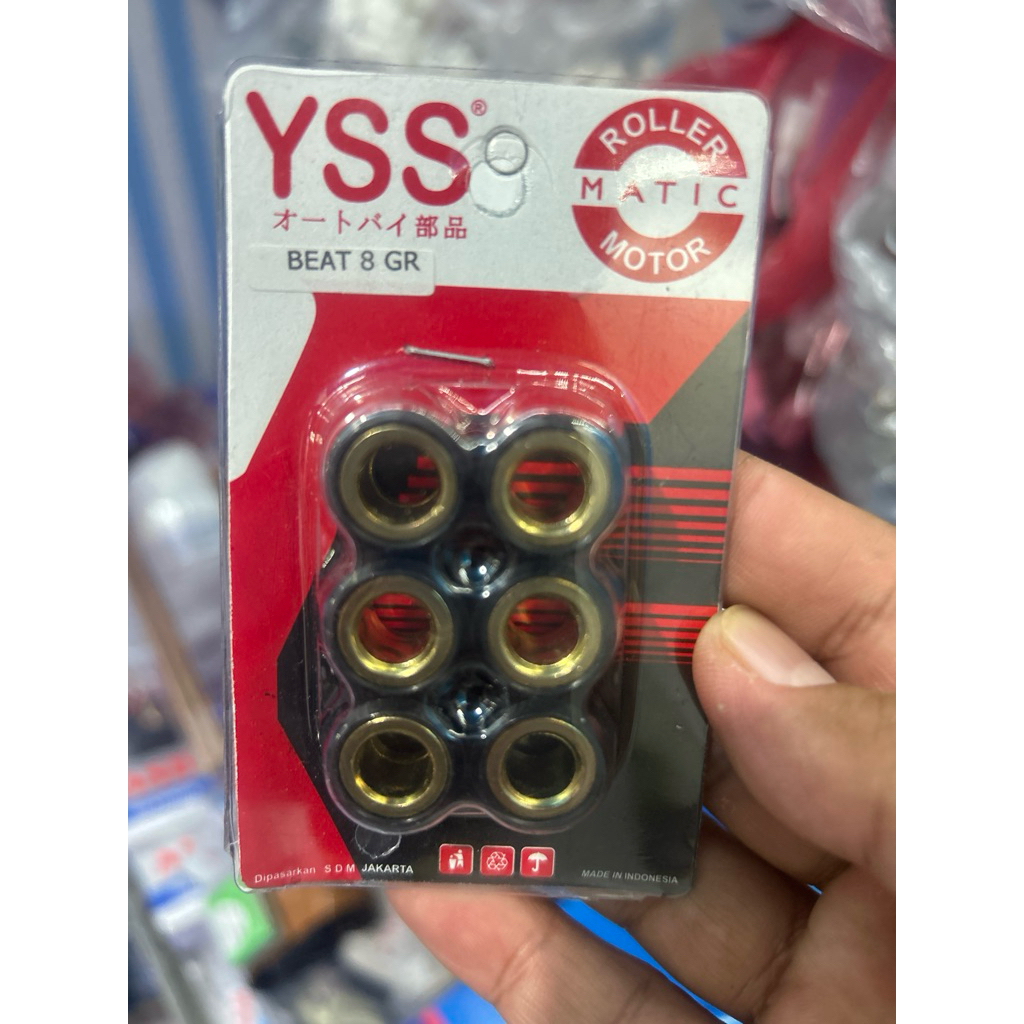 YSS®
オートバイ部品
BEAT 8 GR
ROLLER
MATIC
MOTOR
Dipasarkan S D M JAKARTA
MADE IN INDONESIA